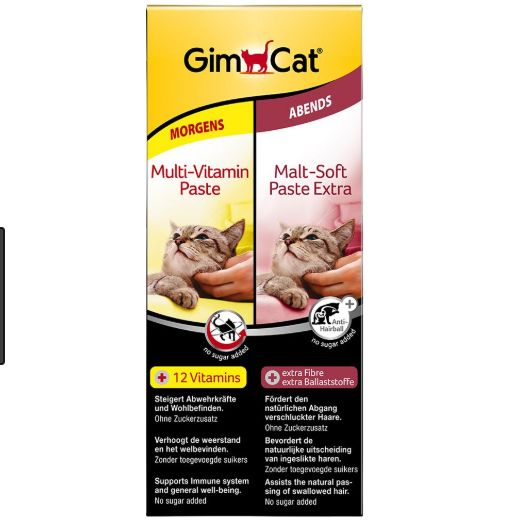 GimCat®
MORGENS
ABENDS
Multi-Vitamin
Paste
Malt-Soft
Paste Extra
no sugar added
Anti-
Hairball
no sugar added
12 Vitamins
extra Fibre
extra Ballaststoffe
Steigert Abwehrkräfte
und Wohlbefinden.
Ohne Zuckerzusatz
Verhoogt de weerstand
en het welbevinden.
Zonder toegevoegde suikers
Supports Immune system
and general well-being.
No sugar added
Fördert den
natürlichen Abgang
verschluckter Haare.
Ohne Zuckerzusatz
Bevordert de
natuurlijke uitscheiding
van ingeslikte haren.
Zonder toegevoegde suikers
Assists the natural pas-
sing of swallowed hair.
No sugar added